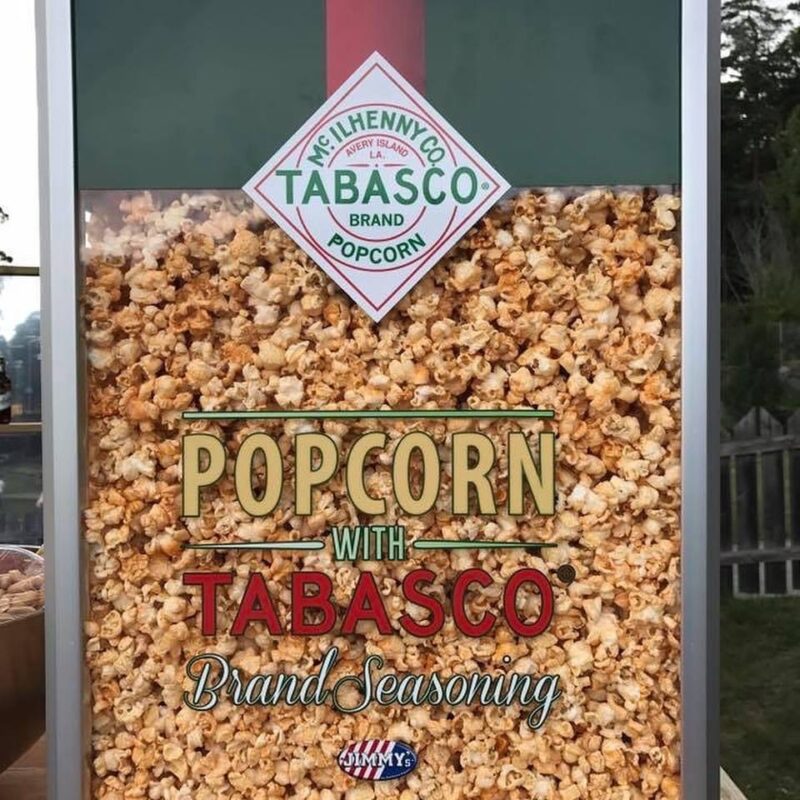 McILHENNY CO.
AVERY ISLAND
LA.
TABASCO®
BRAND
POPCORN
POPCORN
WITH
TABASCO®
Brand Seasoning
JIMMY's